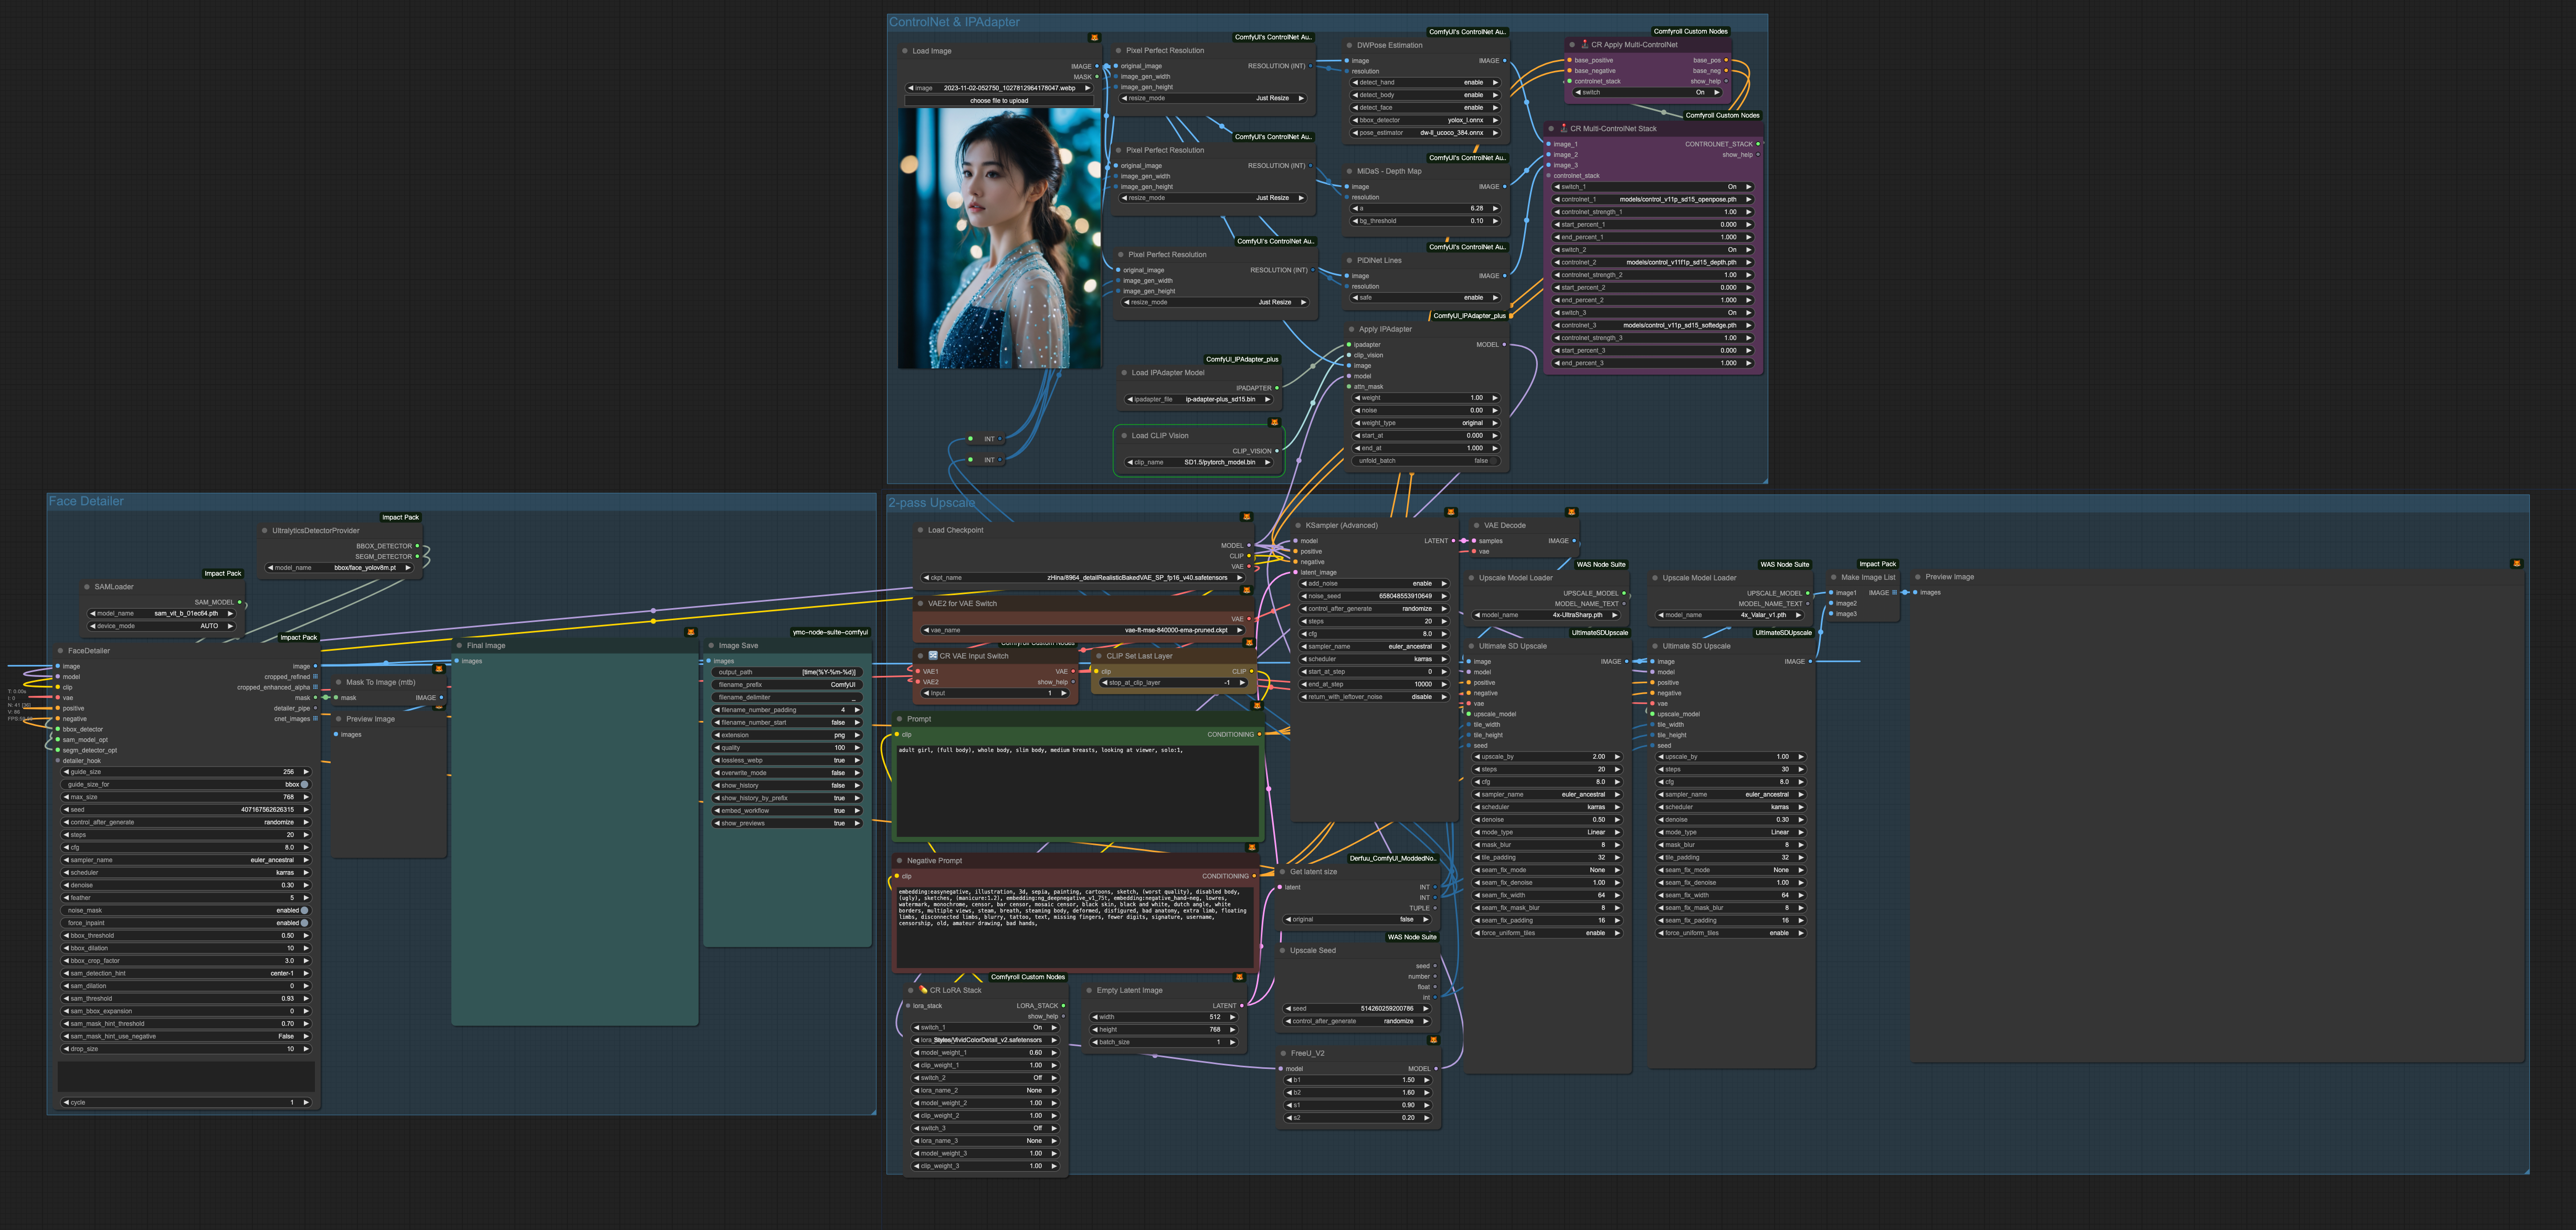 ControlNet & IPAdapter
Load Image
IMAGE
MASK
image 2023-11-02-052750_1027812964178047.webp
choose file to upload
INT
INT
ComfyUI's ControlNet Au..
Pixel Perfect Resolution
original_image RESOLUTION (INT)
image_gen_width
image_gen_height
resize_mode Just Resize
ComfyUI's ControlNet Au..
Pixel Perfect Resolution
original_image RESOLUTION (INT)
image_gen_width
image_gen_height
resize_mode Just Resize
ComfyUI's ControlNet Au..
Pixel Perfect Resolution
original_image RESOLUTION (INT)
image_gen_width
image_gen_height
resize_mode Just Resize
ComfyUI_IPAdapter_plus
Load IPAdapter Model
IPADAPTER
ipadapter_file ip-adapter-plus_sd15.bin
Load CLIP Vision
CLIP_VISION
clip_name SD1.5/pytorch_model.bin
ComfyUI's ControlNet Au..
DWPose Estimation
image IMAGE
resolution
detect_hand enable
detect_body enable
detect_face enable
bbox_detector yolox_l.onnx
pose_estimator dw-ll_ucoco_384.onnx
ComfyUI's ControlNet Au..
MiDaS - Depth Map
image IMAGE
resolution
a 6.28
bg_threshold 0.10
ComfyUI's ControlNet Au..
PIDINet Lines
image IMAGE
resolution
safe enable
ComfyUI_IPAdapter_plus
Apply IPAdapter
ipadapter MODEL
clip_vision
image
model
attn_mask
weight 1.00
noise 0.00
weight_type original
start_at 0.000
end_at 1.000
unfold_batch false
Comfyroll Custom Nodes
CR Apply Multi-ControlNet
base_positive base_pos
base_negative base_neg
controlnet_stack show_help
switch On
Comfyroll Custom Nodes
CR Multi-ControlNet Stack
image_1 CONTROLNET_STACK
image_2 show_help
image_3
controlnet_stack
switch_1 On
controlnet_1 models/control_v11p_sd15_openpose.pth
controlnet_strength_1 1.00
start_percent_1 0.000
end_percent_1 1.000
switch_2 On
controlnet_2 models/control_v11f1p_sd15_depth.pth
controlnet_strength_2 1.00
start_percent_2 0.000
end_percent_2 1.000
switch_3 On
controlnet_3 models/control_v11p_sd15_softedge.pth
controlnet_strength_3 1.00
start_percent_3 0.000
end_percent_3 1.000
Face Detailer
Impact Pack
UltralyticsDetectorProvider
BBOX_DETECTOR
SEGM_DETECTOR
model_name bbox/face_yolov8m.pt
Impact Pack
SAMLoader
SAM_MODEL
model_name sam_vit_b_01ec64.pth
device_mode AUTO
T: 0.00s
I: 0
V: 66
Impact Pack
FaceDetailer
image image
model cropped_refined
clip cropped_enhanced_alpha
vae mask
positive detailer_pipe
negative cnet_images
bbox_detector
sam_model_opt
segm_detector_opt
detailer_hook
guide_size 256
guide_size_for bbox
max_size 768
seed 407167562626315
control_after_generate randomize
steps 20
cfg 8.0
sampler_name euler_ancestral
scheduler karras
denoise 0.30
feather 5
noise_mask enabled
force_inpaint enabled
bbox_threshold 0.50
bbox_dilation 10
bbox_crop_factor 3.0
sam_detection_hint center-1
sam_dilation 0
sam_threshold 0.93
sam_bbox_expansion 0
sam_mask_hint_threshold 0.70
sam_mask_hint_use_negative False
drop_size 10
cycle 1
Mask To Image (mtb)
mask IMAGE
Preview Image
images
Final Image
images
ymc-node-suite-comfyui
Image Save
images
output_path [time(%Y-%m-%d)]
filename_prefix ComfyUI
filename_delimiter _
filename_number_padding 4
filename_number_start false
extension png
quality 100
lossless_webp true
overwrite_mode false
show_history false
show_history_by_prefix true
embed_workflow true
show_previews true
2-pass Upscale
Load Checkpoint
MODEL
CLIP
VAE
ckpt_name zHina/8964_detailRealisticBakedVAE_SP_fp16_v40.safetensors
VAE2 for VAE Switch
VAE
vae_name vae-ft-mse-840000-ema-pruned.ckpt
Comfyroll Custom Nodes
CR VAE Input Switch
VAE1 VAE
VAE2 show_help
Input 1
CLIP Set Last Layer
clip CLIP
stop_at_clip_layer -1
Prompt
clip CONDITIONING
adult girl, (full body), whole body, slim body, medium breasts, looking at viewer, solo:1,
Negative Prompt
clip CONDITIONING
embedding:easynegative, illustration, 3d, sepia, painting, cartoons, sketch, (worst quality), disabled body,
(ugly), sketches, (manicure:1.2), embedding:ng_deepnegative_v1_75t, embedding:negative_hand-neg, lowres,
watermark, monochrome, censor, bar censor, mosaic censor, black skin, black and white, dutch angle, white
borders, multiple views, steam, breath, steaming body, deformed, disfigured, bad anatomy, extra limb, floating
limbs, disconnected limbs, blurry, tattoo, text, missing fingers, fewer digits, signature, username,
censorship, old, amateur drawing, bad hands,
Comfyroll Custom Nodes
CR LoRA Stack
lora_stack LORA_STACK
show_help
switch_1 On
Styles/VividColorDetail_v2.safetensors
model_weight_1 0.60
clip_weight_1 1.00
switch_2 Off
lora_name_2 None
model_weight_2 1.00
clip_weight_2 1.00
switch_3 Off
lora_name_3 None
model_weight_3 1.00
clip_weight_3 1.00
Empty Latent Image
LATENT
width 512
height 768
batch_size 1
KSampler (Advanced)
model LATENT
positive
negative
latent_image
add_noise enable
noise_seed 658048553910649
control_after_generate randomize
steps 20
cfg 8.0
sampler_name euler_ancestral
scheduler karras
start_at_step 0
end_at_step 10000
return_with_leftover_noise disable
Derfuu_ComfyUI_ModdedNo..
Get latent size
latent INT
INT
TUPLE
original false
WAS Node Suite
Upscale Seed
seed
number
float
int
seed 514260259200786
control_after_generate randomize
FreeU_V2
model MODEL
b1 1.50
b2 1.60
s1 0.90
s2 0.20
VAE Decode
samples IMAGE
vae
WAS Node Suite
Upscale Model Loader
UPSCALE_MODEL
MODEL_NAME_TEXT
model_name 4x-UltraSharp.pth
UltimateSDUpscale
Ultimate SD Upscale
image IMAGE
model
positive
negative
vae
upscale_model
tile_width
tile_height
seed
upscale_by 2.00
steps 20
cfg 8.0
sampler_name euler_ancestral
scheduler karras
denoise 0.50
mode_type Linear
mask_blur 8
tile_padding 32
seam_fix_mode None
seam_fix_denoise 1.00
seam_fix_width 64
seam_fix_mask_blur 8
seam_fix_padding 16
force_uniform_tiles enable
WAS Node Suite
Upscale Model Loader
UPSCALE_MODEL
MODEL_NAME_TEXT
model_name 4x_Valar_v1.pth
UltimateSDUpscale
Ultimate SD Upscale
image IMAGE
model
positive
negative
vae
upscale_model
tile_width
tile_height
seed
upscale_by 1.00
steps 30
cfg 8.0
sampler_name euler_ancestral
scheduler karras
denoise 0.30
mode_type Linear
mask_blur 8
tile_padding 32
seam_fix_mode None
seam_fix_denoise 1.00
seam_fix_width 64
seam_fix_mask_blur 8
seam_fix_padding 16
force_uniform_tiles enable
Impact Pack
Make Image List
image1 IMAGE
image2
image3
Preview Image
images